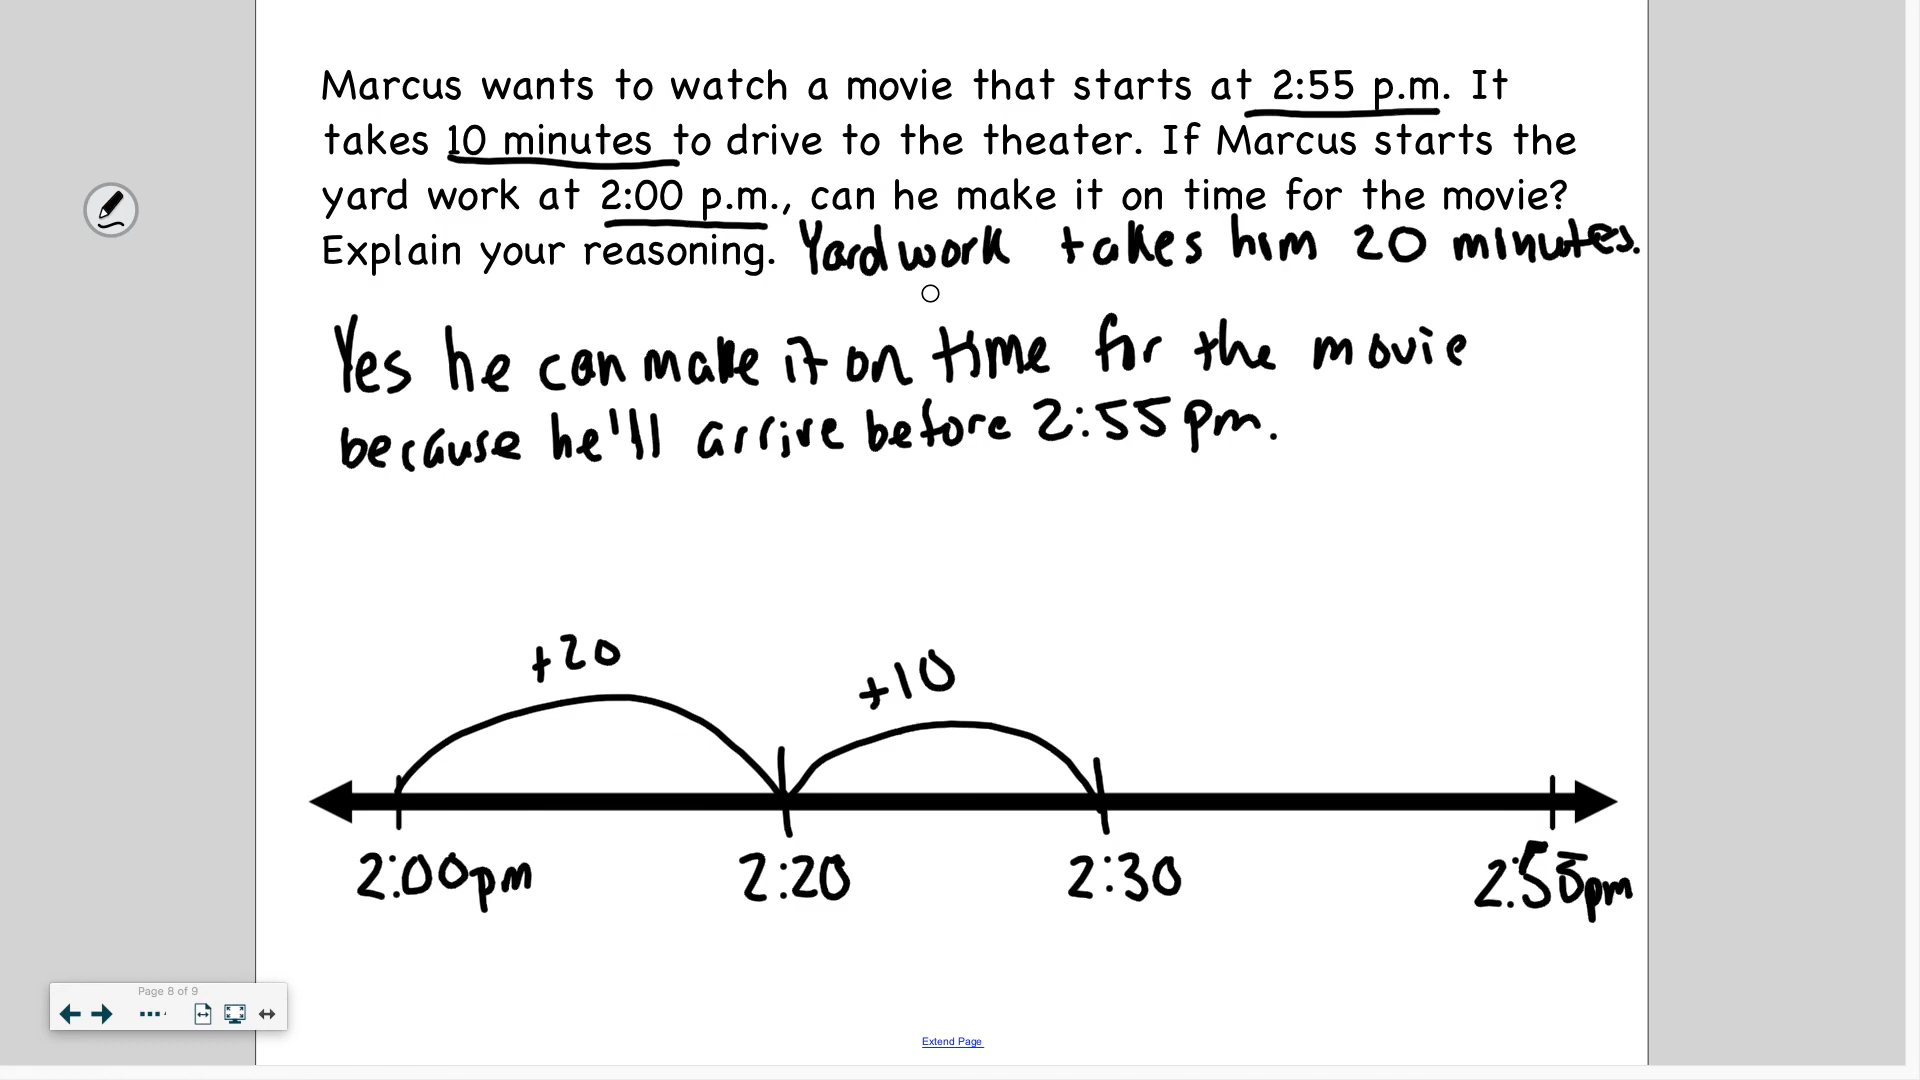 Marcus wants to watch a movie that starts at 2:55 p.m. It
takes 10 minutes to drive to the theater. If Marcus starts the
yard work at 2:00 p.m., can he make it on time for the movie?
Explain your reasoning. Yardwork takes him 20 minutes.
Yes he can make it on time for the movie
because he'll arrive before 2:55pm.
+20 +10
2:00pm 2:20 2:30 2:55pm
Page 8 of 9
Extend Page